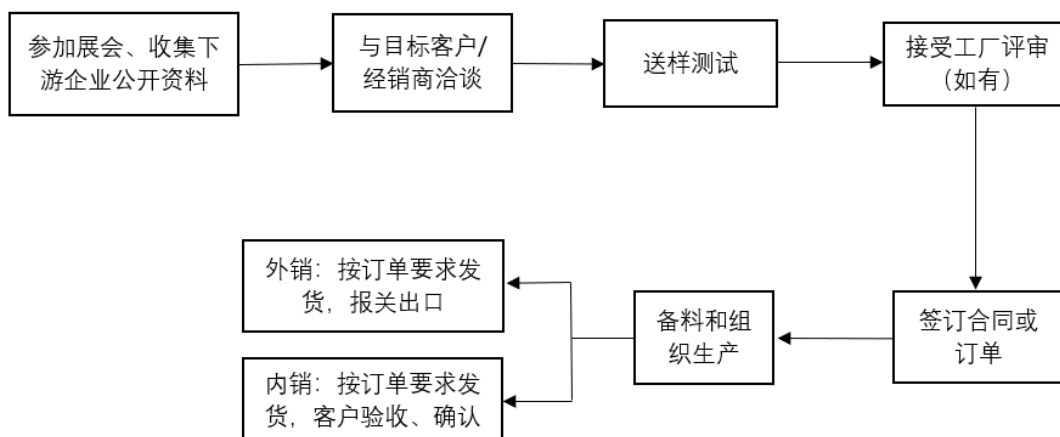 参加展会、收集下
游企业公开资料
与目标客户/
经销商洽谈
送样测试
接受工厂评审
（如有）
签订合同或
订单
备料和组
织生产
外销：按订单要求发
货，报关出口
内销：按订单要求发
货，客户验收、确认